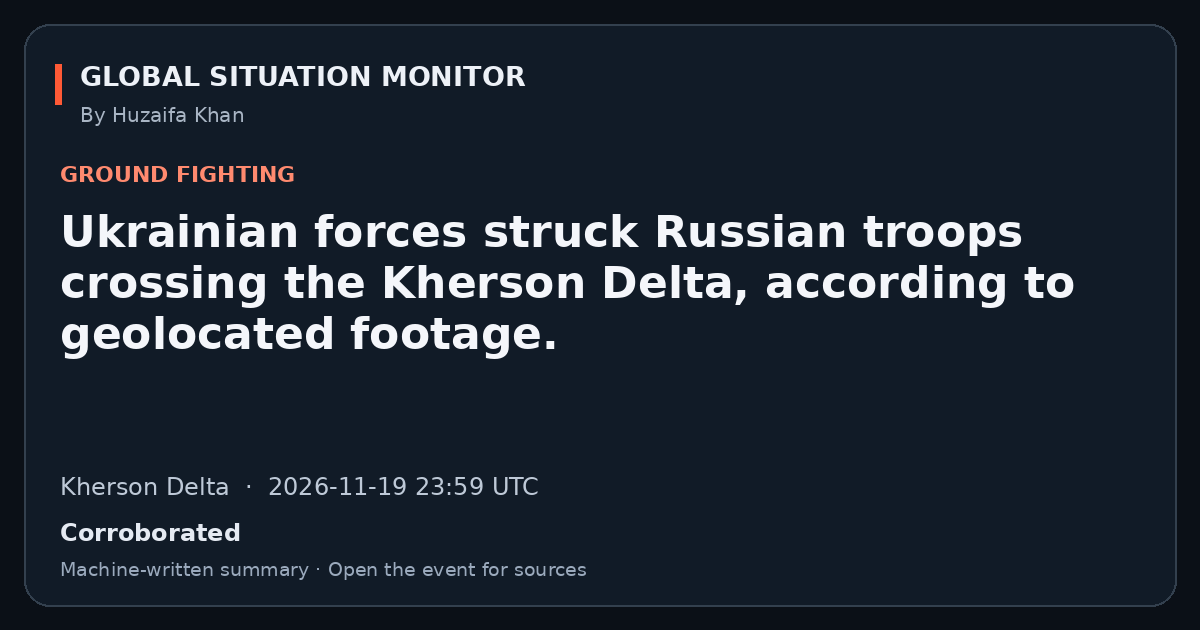 GLOBAL SITUATION MONITOR
By Huzaifa Khan
GROUND FIGHTING
Ukrainian forces struck Russian troops
crossing the Kherson Delta, according to
geolocated footage.
Kherson Delta · 2026-11-19 23:59 UTC
Corroborated
Machine-written summary · Open the event for sources